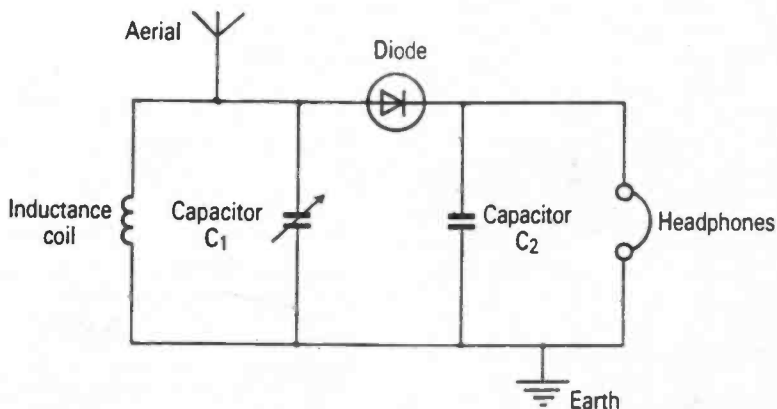 Aerial
Diode
Inductance
coil
Capacitor
C1
Capacitor
C2
Headphones
Earth